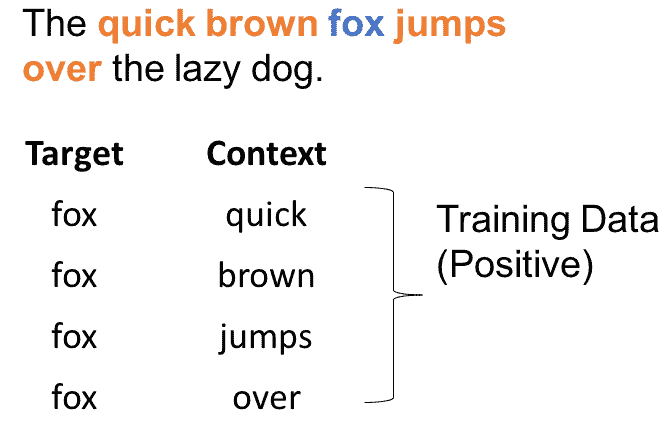 The quick brown fox jumps
over the lazy dog.
Target Context
fox quick
fox brown
fox jumps
fox over
Training Data
(Positive)